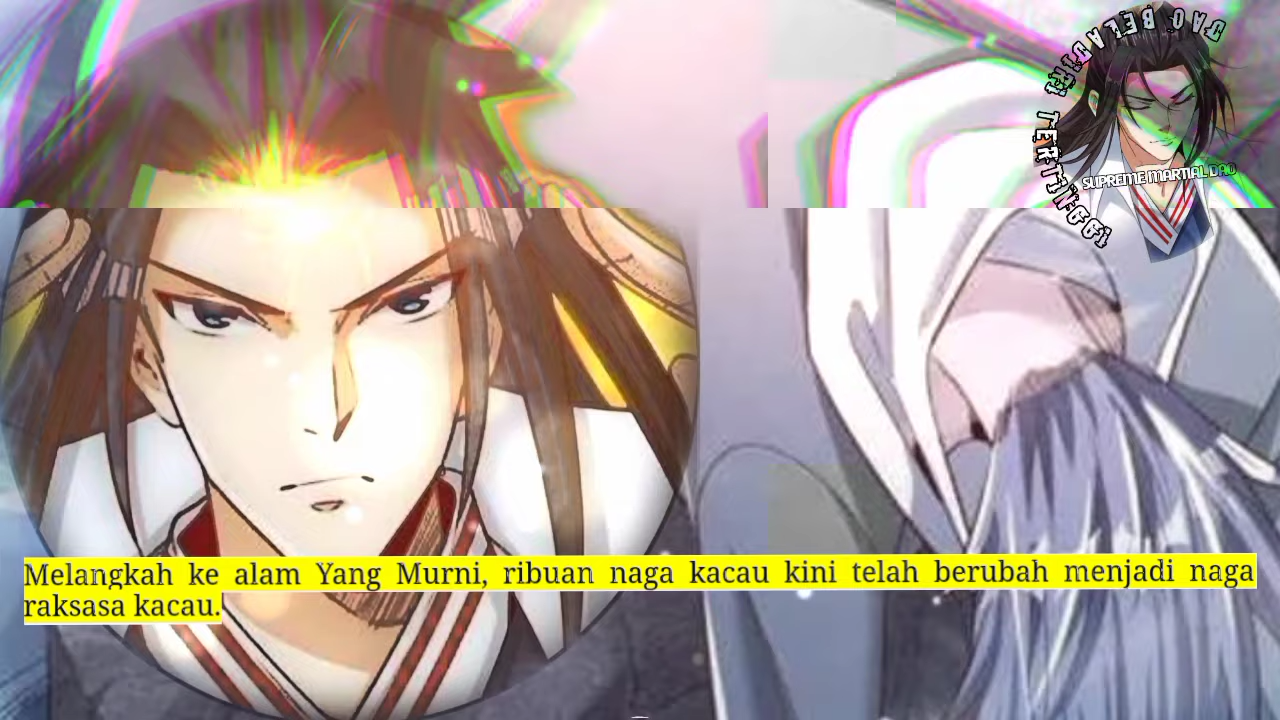 DAO BELADIRI TERTINGGI
SUPREME MARTIAL DAO
Melangkah ke alam Yang Murni, ribuan naga kacau kini telah berubah menjadi naga
raksasa kacau.